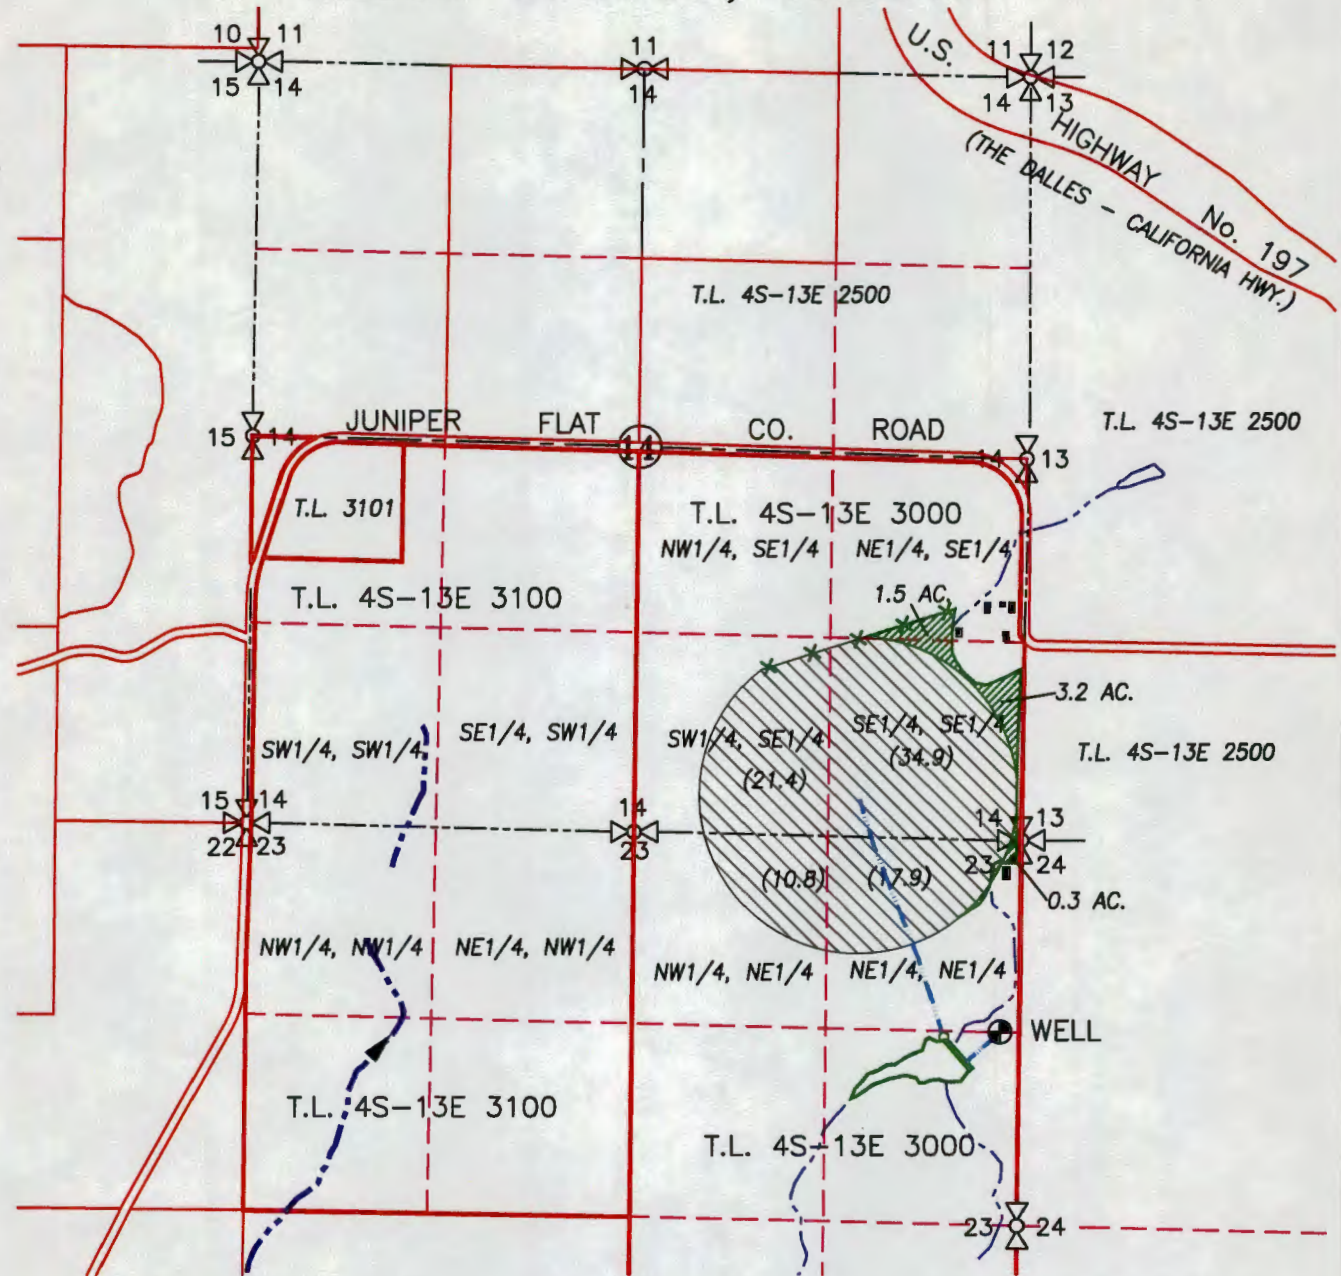 10 11
15 14
11
14
U.S.
11 12
14 13
HIGHWAY
No. 197
(THE DALLES - CALIFORNIA HWY.)
T.L. 4S-13E 2500
JUNIPER FLAT CO. ROAD
15 14
14
14 13
T.L. 4S-13E 2500
T.L. 3101
T.L. 4S-13E 3000
NW1/4, SE1/4 NE1/4, SE1/4
T.L. 4S-13E 3100
1.5 AC.
3.2 AC.
SW1/4, SW1/4
SE1/4, SW1/4
SW1/4, SE1/4
SE1/4, SE1/4
T.L. 4S-13E 2500
(21.4)
(34.9)
15 14
22 23
14
23
14 13
23 24
(10.8)
(17.9)
0.3 AC.
NW1/4, NW1/4
NE1/4, NW1/4
NW1/4, NE1/4
NE1/4, NE1/4
WELL
T.L. 4S-13E 3100
T.L. 4S-13E 3000
23 24